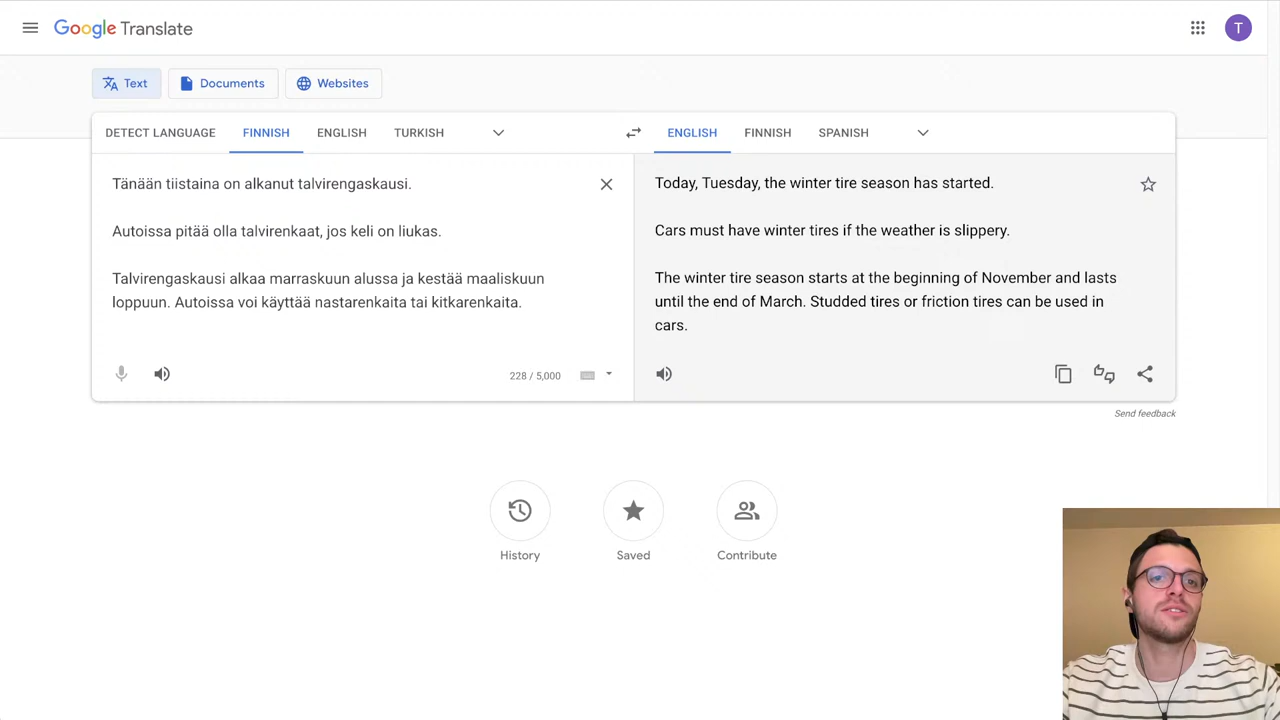 Google Translate
T
Text
Documents
Websites
DETECT LANGUAGE
FINNISH
ENGLISH
TURKISH
ENGLISH
FINNISH
SPANISH
Tänään tiistaina on alkanut talvirengaskausi.
Autoissa pitää olla talvirenkaat, jos keli on liukas.
Talvirengaskausi alkaa marraskuun alussa ja kestää maaliskuun
loppuun. Autoissa voi käyttää nastarenkaita tai kitkarenkaita.
228 / 5,000
Today, Tuesday, the winter tire season has started.
Cars must have winter tires if the weather is slippery.
The winter tire season starts at the beginning of November and lasts
until the end of March. Studded tires or friction tires can be used in
cars.
Send feedback
History
Saved
Contribute